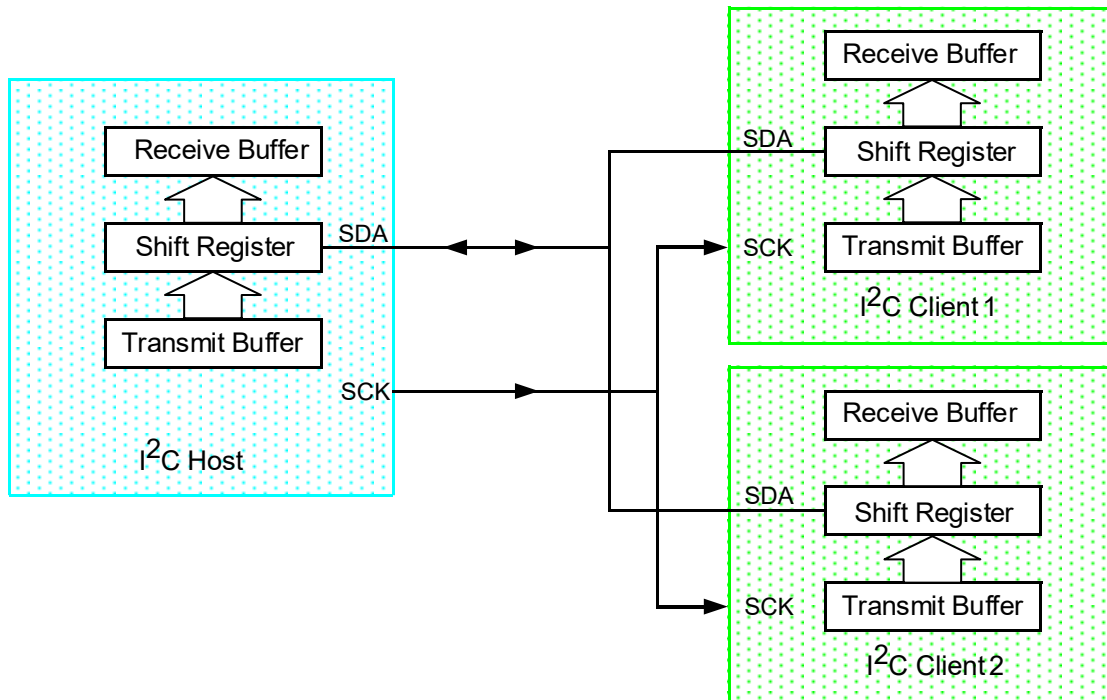 Receive Buffer
Shift Register
SDA
Transmit Buffer
SCK
I²C Host
Receive Buffer
SDA
Shift Register
SCK
Transmit Buffer
I²C Client 1
Receive Buffer
SDA
Shift Register
SCK
Transmit Buffer
I²C Client 2